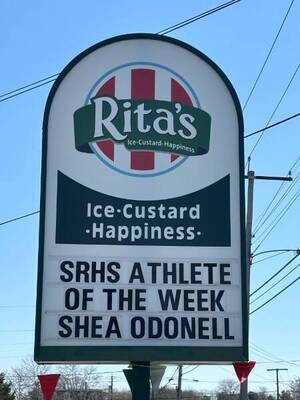 Rita's
Ice-Custard-Happiness
Ice·Custard
·Happiness·
SRHS ATHLETE
OF THE WEEK
SHEA ODONELL